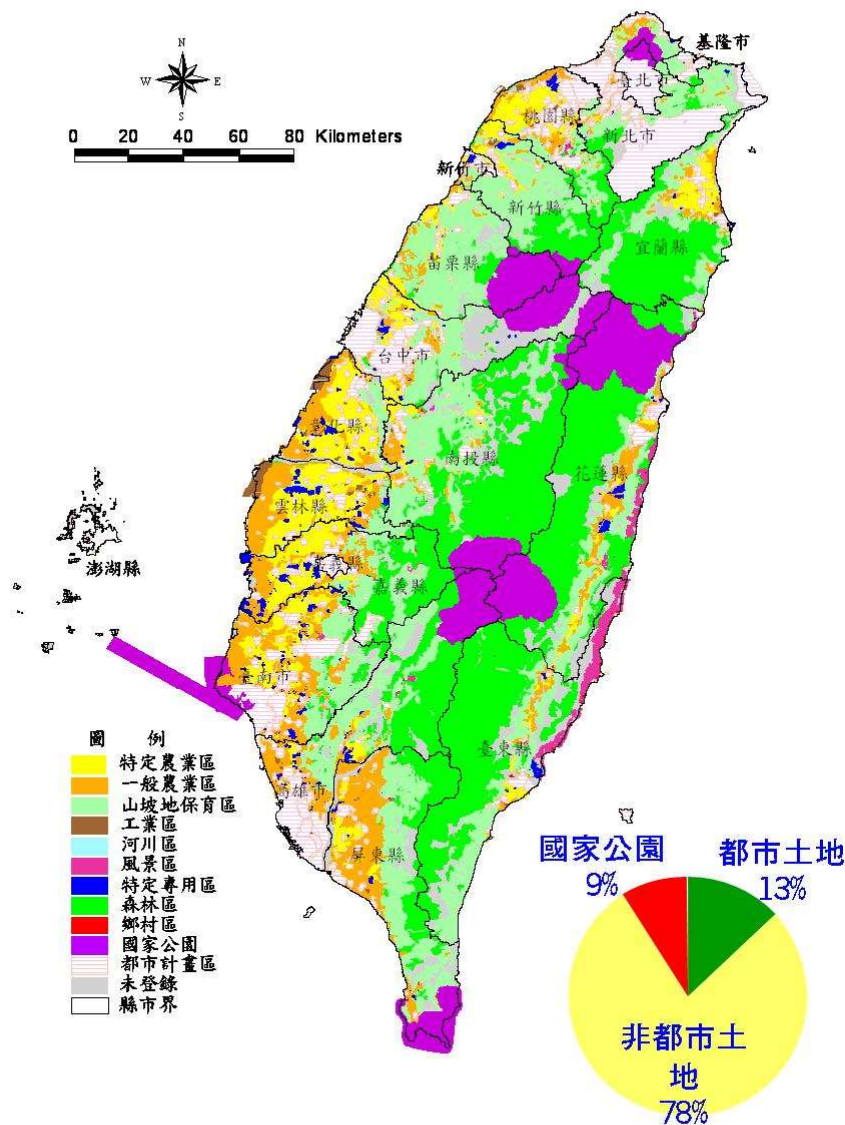 N
W E
S
0 20 40 60 80 Kilometers
基隆市
臺北市
桃園縣
新北市
新竹市
新竹縣
宜蘭縣
苗栗縣
台中市
彰化縣
南投縣
花蓮縣
雲林縣
澎湖縣
嘉義縣
嘉義縣
臺南市
臺東縣
高雄市
屏東縣
圖 例
特定農業區
一般農業區
山坡地保育區
工業區
河川區
風景區
特定專用區
森林區
鄉村區
國家公園
都市計畫區
未登錄
縣市界
國家公園
9%
都市土地
13%
非都市土
地
78%